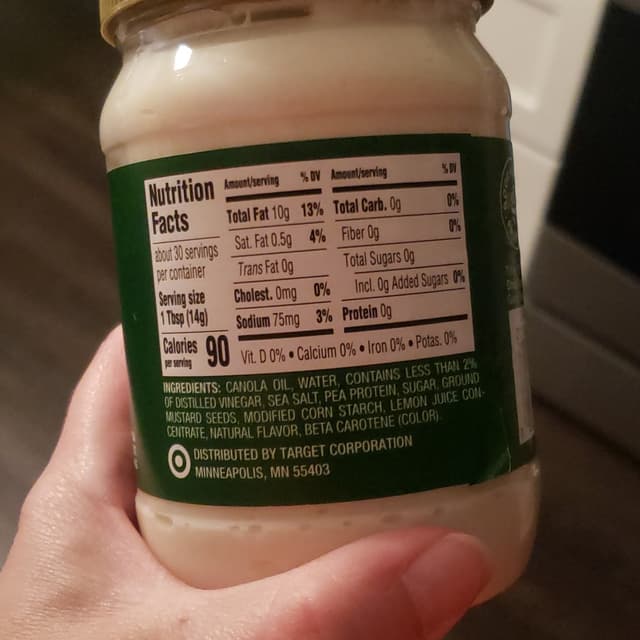 Nutrition Facts
about 30 servings
per container
Serving size
1 Tbsp (14g)
Calories 90
per serving
Amount/serving % DV
Total Fat 10g 13%
Sat. Fat 0.5g 4%
Trans Fat 0g
Cholest. 0mg 0%
Sodium 75mg 3%
Amount/serving % DV
Total Carb. 0g 0%
Fiber 0g 0%
Total Sugars 0g
Incl. 0g Added Sugars 0%
Protein 0g
Vit. D 0% • Calcium 0% • Iron 0% • Potas. 0%
INGREDIENTS: CANOLA OIL, WATER, CONTAINS LESS THAN 2%
OF DISTILLED VINEGAR, SEA SALT, PEA PROTEIN, SUGAR, GROUND
MUSTARD SEEDS, MODIFIED CORN STARCH, LEMON JUICE CON-
CENTRATE, NATURAL FLAVOR, BETA CAROTENE (COLOR).
DISTRIBUTED BY TARGET CORPORATION
MINNEAPOLIS, MN 55403